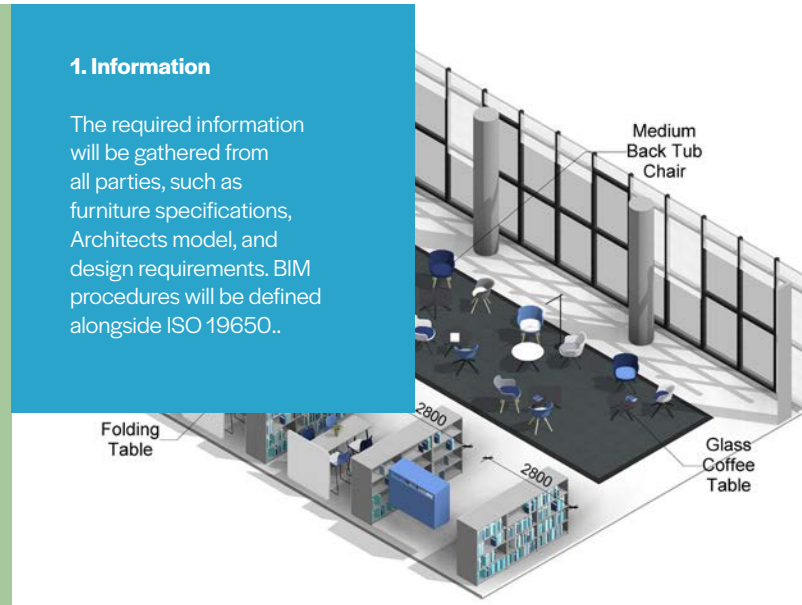 1. Information
The required information
will be gathered from
all parties, such as
furniture specifications,
Architects model, and
design requirements. BIM
procedures will be defined
alongside ISO 19650..
Medium
Back Tub
Chair
Folding
Table
2800
2800
Glass
Coffee
Table